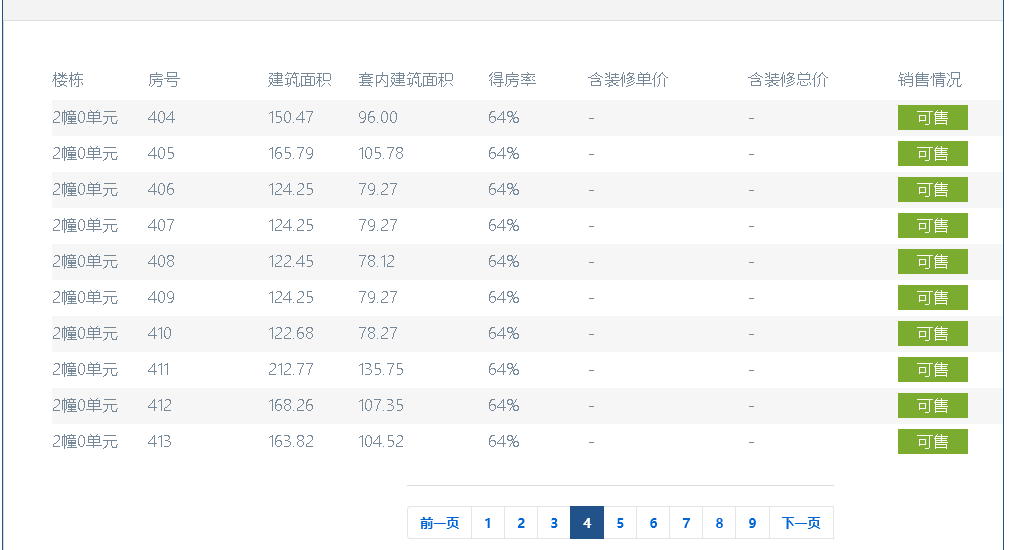 楼栋 房号 建筑面积 套内建筑面积 得房率 含装修单价 含装修总价 销售情况
2幢0单元 404 150.47 96.00 64% - - 可售
2幢0单元 405 165.79 105.78 64% - - 可售
2幢0单元 406 124.25 79.27 64% - - 可售
2幢0单元 407 124.25 79.27 64% - - 可售
2幢0单元 408 122.45 78.12 64% - - 可售
2幢0单元 409 124.25 79.27 64% - - 可售
2幢0单元 410 122.68 78.27 64% - - 可售
2幢0单元 411 212.77 135.75 64% - - 可售
2幢0单元 412 168.26 107.35 64% - - 可售
2幢0单元 413 163.82 104.52 64% - - 可售
前一页 1 2 3 4 5 6 7 8 9 下一页